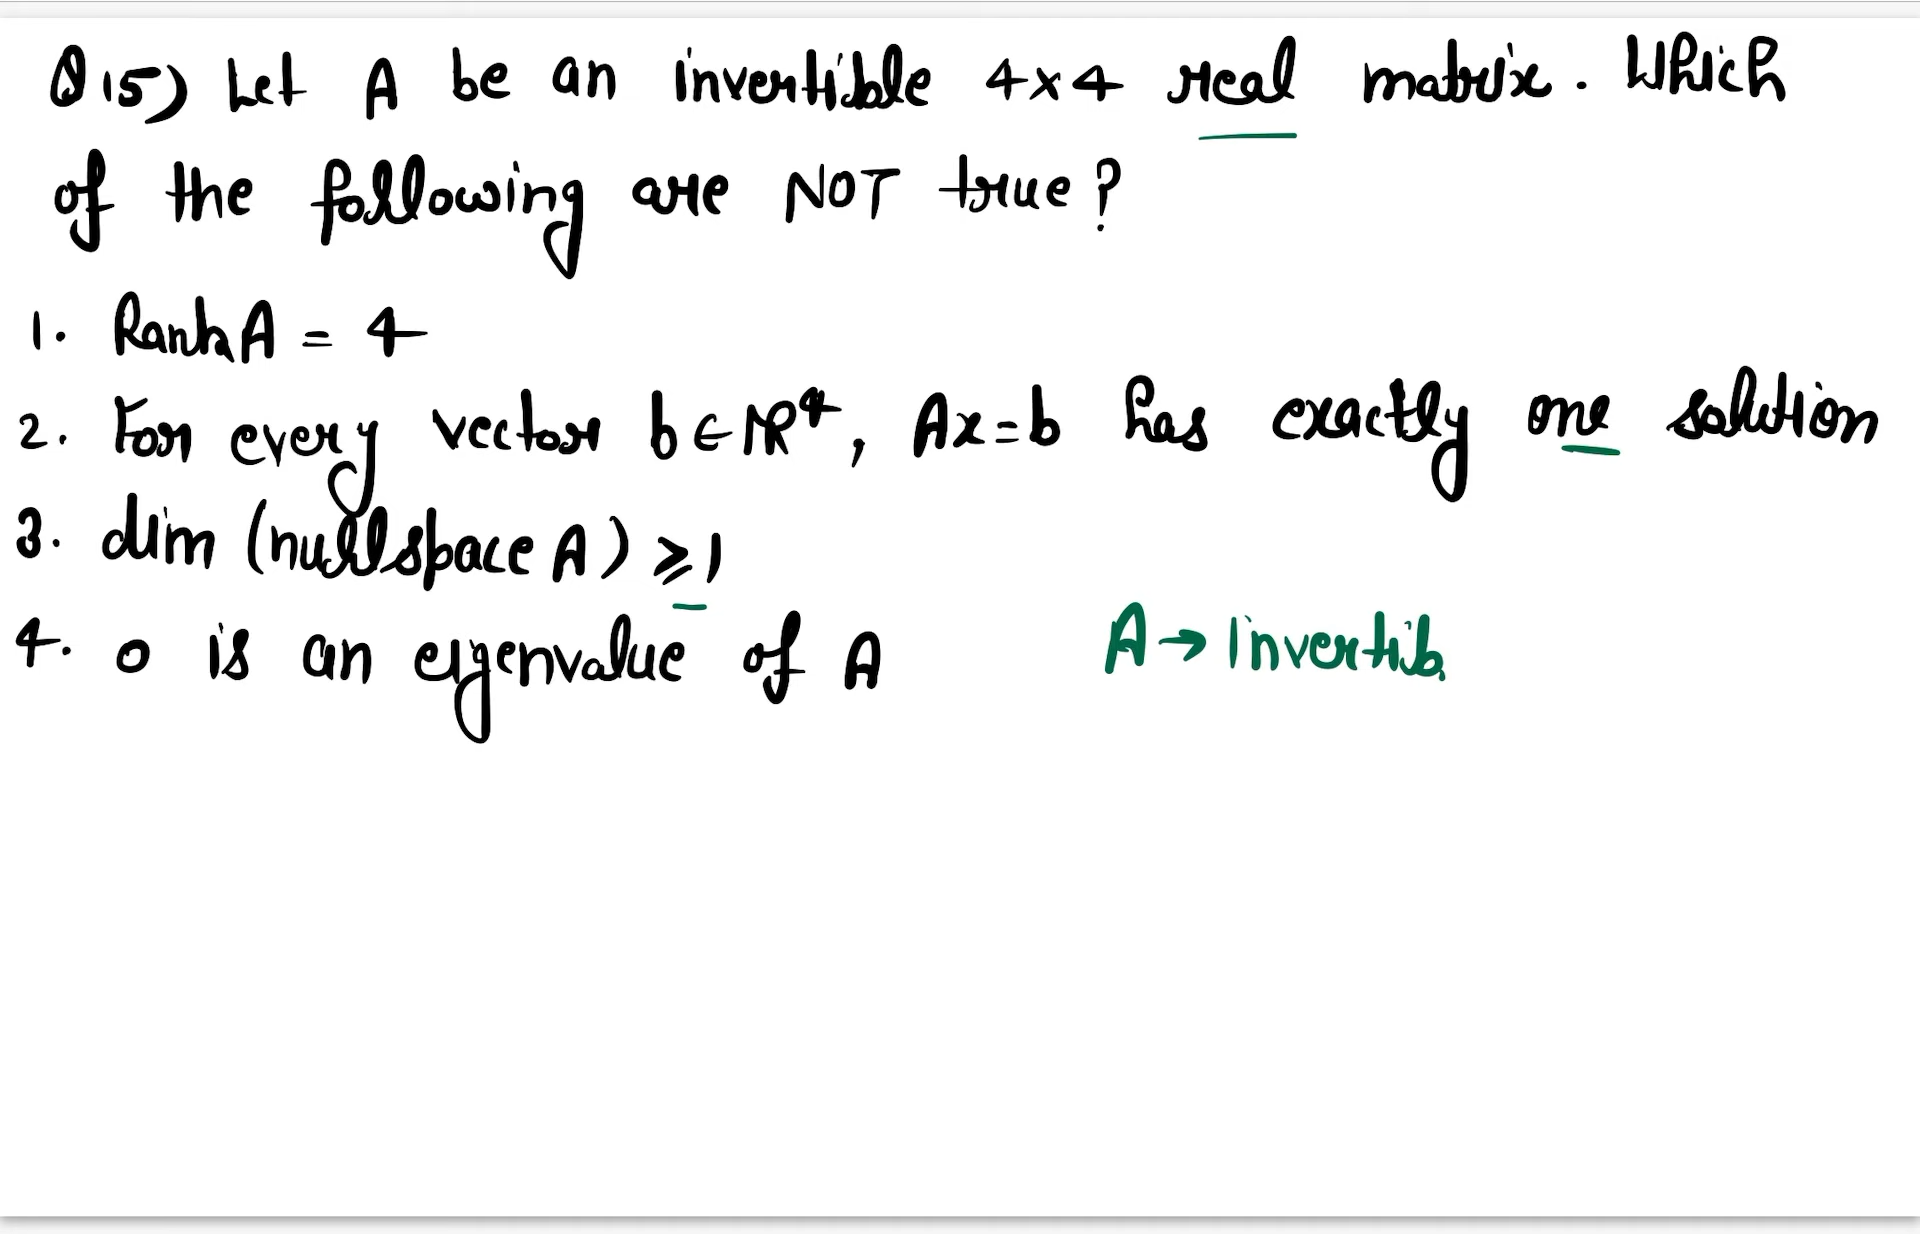 Q15) Let A be an invertible 4×4 real matrix. Which
of the following are NOT true?
1. Rank A = 4
2. For every vector b∈ℝ⁴, Ax=b has exactly one solution
3. dim (nullspace A) ≥1
4. 0 is an eigenvalue of A
A→ Invertib